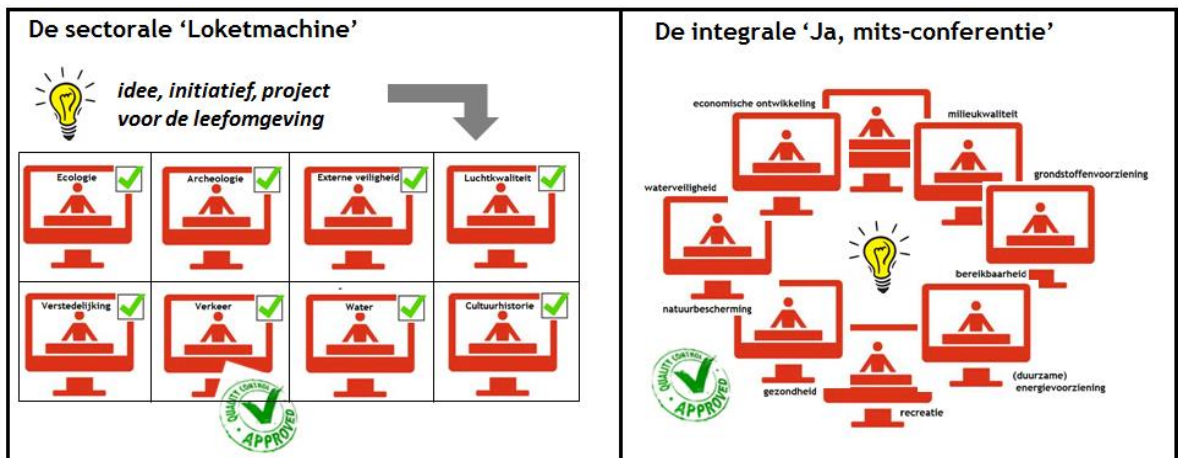 De sectorale ‘Loketmachine’
idee, initiatief, project
voor de leefomgeving
Ecologie
Archeologie
Externe veiligheid
Luchtkwaliteit
Verstedelijking
Verkeer
Water
Cultuurhistorie
QUALITY CONTROL
APPROVED
De integrale ‘Ja, mits-conferentie’
economische ontwikkeling
milieukwaliteit
grondstoffenvoorziening
waterveiligheid
bereikbaarheid
natuurbescherming
(duurzame)
energievoorziening
gezondheid
recreatie
QUALITY CONTROL
APPROVED